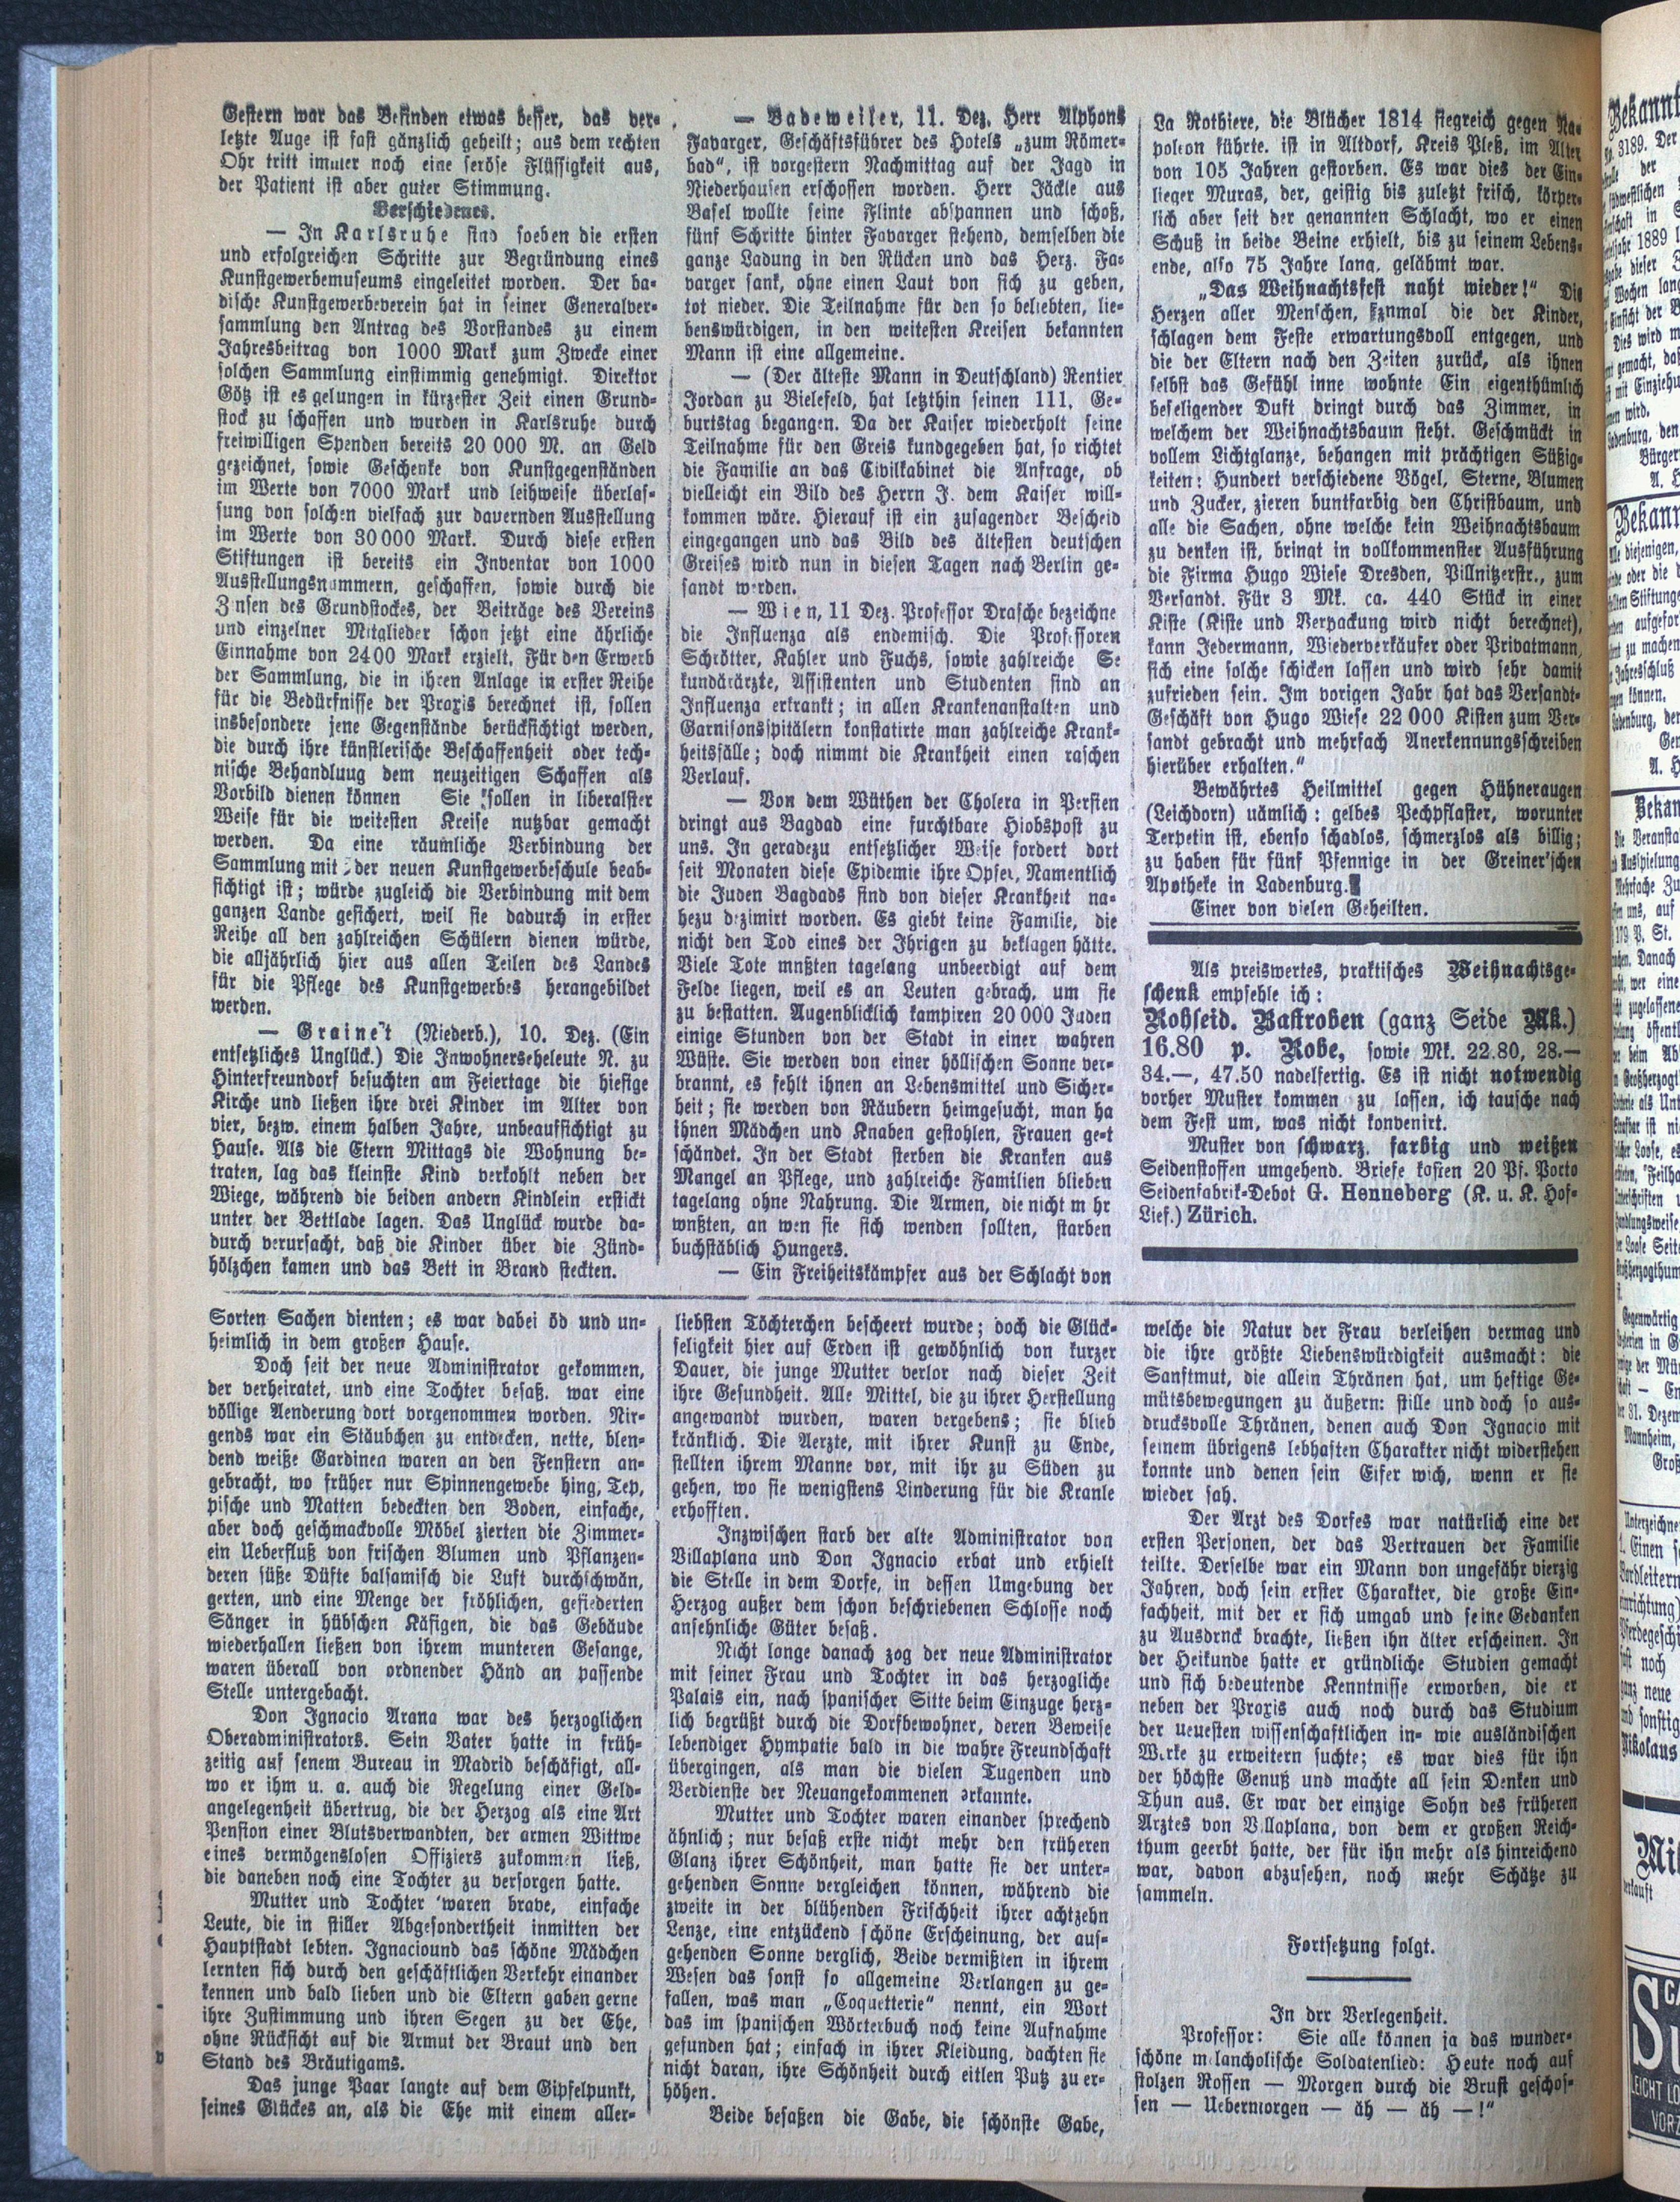 Gestern war das Befinden etwas besser, das ver-
letzte Auge ist fast gänzlich geheilt; aus dem rechten
Ohr tritt immer noch eine seröse Flüssigkeit aus,
der Patient ist aber guter Stimmung.
Verschiedenes.
— In Karlsruhe sind soeben die ersten
und erfolgreichen Schritte zur Begründung eines
Kunstgewerbemuseums eingeleitet worden. Der ba-
dische Kunstgewerbeverein hat in seiner Generalver-
sammlung den Antrag des Vorstandes zu einem
Jahresbeitrag von 1000 Mark zum Zwecke einer
solchen Sammlung einstimmig genehmigt. Direktor
Götz ist es gelungen in kürzester Zeit einen Grund-
stock zu schaffen und wurden in Karlsruhe durch
freiwilligen Spenden bereits 20 000 M. an Geld
gezeichnet, sowie Geschenke von Kunstgegenständen
im Werte von 7000 Mark und leihweise überlas-
sung von solchen vielfach zur dauernden Ausstellung
im Werte von 30 000 Mark. Durch diese ersten
Stiftungen ist bereits ein Inventar von 1000
Ausstellungsnummern, geschaffen, sowie durch die
Z nsen des Grundstockes, der Beiträge des Vereins
und einzelner Mitglieder schon jetzt eine ährliche
Einnahme von 2400 Mark erzielt. Für den Erwerb
der Sammlung, die in ihren Anlage in erster Reihe
für die Bedürfnisse der Praxis berechnet ist, sollen
insbesondere jene Gegenstände berücksichtigt werden,
die durch ihre künstlerische Beschaffenheit oder tech-
nische Behandluug dem neuzeitigen Schaffen als
Vorbild dienen können Sie sollen in liberalster
Weise für die weitesten Kreise nutzbar gemacht
werden. Da eine räumliche Verbindung der
Sammlung mit der neuen Kunstgewerbeschule beab-
sichtigt ist; würde zugleich die Verbindung mit dem
ganzen Lande gesichert, weil sie dadurch in erster
Reihe all den zahlreichen Schülern dienen würde,
die alljährlich hier aus allen Teilen des Landes
für die Pflege des Kunstgewerbes herangebildet
werden.
— Grainet (Niederb.), 10. Dez. (Ein
entsetzliches Unglück.) Die Inwohnerseheleute N. zu
Hinterfreundorf besuchten am Feiertage die hiesige
Kirche und ließen ihre drei Kinder im Alter von
vier, bezw. einem halben Jahre, unbeaufsichtigt zu
Hause. Als die Etern Mittags die Wohnung be-
traten, lag das kleinste Kind verkohlt neben der
Wiege, während die beiden andern Kindlein erstickt
unter der Bettlade lagen. Das Unglück wurde da-
durch verursacht, daß die Kinder über die Zünd-
hölzchen kamen und das Bett in Brand steckten.
— Badeweiler, 11. Dez. Herr Alphons
Favarger, Geschäftsführer des Hotels „zum Römer-
bad“, ist vorgestern Nachmittag auf der Jagd in
Niederhausen erschossen worden. Herr Jäckle aus
Basel wollte seine Flinte abspannen und schoß,
fünf Schritte hinter Favarger stehend, demselben die
ganze Ladung in den Rücken und das Herz. Fa-
varger sank, ohne einen Laut von sich zu geben,
tot nieder. Die Teilnahme für den so beliebten, lie-
benswürdigen, in den weitesten Kreisen bekannten
Mann ist eine allgemeine.
— (Der älteste Mann in Deutschland) Rentier
Jordan zu Bielefeld, hat letzthin seinen 111. Ge-
burtstag begangen. Da der Kaiser wiederholt seine
Teilnahme für den Greis kundgegeben hat, so richtet
die Familie an das Civilkabinet die Anfrage, ob
vielleicht ein Bild des Herrn J. dem Kaiser will-
kommen wäre. Hierauf ist ein zusagender Bescheid
eingegangen und das Bild des ältesten deutschen
Greises wird nun in diesen Tagen nach Berlin ge-
sandt werden.
— Wien, 11 Dez. Professor Drasche bezeichne
die Influenza als endemisch. Die Professoren
Schrötter, Kahler und Fuchs, sowie zahlreiche Se
kundärärzte, Assistenten und Studenten sind an
Influenza erkrankt; in allen Krankenanstalten und
Garnisonsspitälern konstatirte man zahlreiche Krank-
heitsfälle; doch nimmt die Krankheit einen raschen
Verlauf.
— Von dem Wüthen der Cholera in Persien
dringt aus Bagdad eine furchtbare Hiobspost zu
uns. In geradezu entsetzlicher Weise fordert dort
seit Monaten diese Epidemie ihre Opfer, Namentlich
die Juden Bagdads sind von dieser Krankheit na-
hezu dezimirt worden. Es giebt keine Familie, die
nicht den Tod eines der Ihrigen zu beklagen hätte.
Viele Tote mnßten tagelang unbeerdigt auf dem
Felde liegen, weil es an Leuten gebrach, um sie
zu bestatten. Augenblicklich kampiren 20 000 Juden
einige Stunden von der Stadt in einer wahren
Wüste. Sie werden von einer höllischen Sonne ver-
brannt, es fehlt ihnen an Lebensmittel und Sicher-
heit; sie werden von Räubern heimgesucht, man ha
ihnen Mädchen und Knaben gestohlen, Frauen ge-t
schändet. In der Stadt sterben die Kranken aus
Mangel an Pflege, und zahlreiche Familien blieben
tagelang ohne Nahrung. Die Armen, die nicht m hr
wnßten, an wen sie sich wenden sollten, starben
buchstäblich Hungers.
— Ein Freiheitskämpfer aus der Schlacht von
La Rothiere, die Blücher 1814 siegreich gegen Na-
poleon führte, ist in Altdorf, Kreis Pleß, im Alter
von 105 Jahren gestorben. Es war dies der Ein-
lieger Muras, der, geistig bis zuletzt frisch, körper-
lich aber seit der genannten Schlacht, wo er einen
Schuß in beide Beine erhielt, bis zu seinem Lebens-
ende, also 75 Jahre lang, gelähmt war.
„Das Weihnachtsfest naht wieder!“ Die
Herzen aller Menschen, zunmal die der Kinder,
schlagen dem Feste erwartungsvoll entgegen, und
die der Eltern nach den Zeiten zurück, als ihnen
selbst das Gefühl inne wohnte Ein eigenthümlich
beseligender Duft dringt durch das Zimmer, in
welchem der Weihnachtsbaum steht. Geschmückt in
vollem Lichtglanze, behangen mit prächtigen Süßig-
keiten: Hundert verschiedene Vögel, Sterne, Blumen
und Zucker, zieren buntfarbig den Christbaum, und
alle die Sachen, ohne welche kein Weihnachtsbaum
zu denken ist, bringt in vollkommenster Ausführung
die Firma Hugo Wiese Dresden, Pillnitzerstr., zum
Versandt. Für 3 Mk. ca. 440 Stück in einer
Kiste (Kiste und Verpackung wird nicht berechnet),
kann Jedermann, Wiederverkäufer oder Privatmann,
sich eine solche schicken lassen und wird sehr damit
zufrieden sein. Im vorigen Jahr hat das Versandt-
Geschäft von Hugo Wiese 22 000 Kisten zum Ver-
sandt gebracht und mehrfach Anerkennungsschreiben
hierüber erhalten.“
Bewährtes Heilmittel gegen Hühneraugen
(Leichdorn) uämlich: gelbes Pechpflaster, worunter
Terpetin ist, ebenso schadlos, schmerzlos als billig;
zu haben für fünf Pfennige in der Greiner'schen
Apotheke in Ladenburg.
Einer von vielen Geheilten.
Als preiswertes, praktisches Weihnachtsge-
schenk empfehle ich:
Rohseid. Bastroben (ganz Seide Mk.)
16.80 p. Robe, sowie Mk. 22.80, 28.—
34.—, 47.50 nadelfertig. Es ist nicht notwendig
vorher Muster kommen zu lassen, ich tausche nach
dem Fest um, was nicht konvenirt.
Muster von schwarz. farbig und weißen
Seidenstoffen umgehend. Briefe kosten 20 Pf. Porto
Seidenfabrik-Debot G. Henneberg (K. u. K. Hof-
Lief.) Zürich.
Sorten Sachen dienten; es war dabei öd und un-
heimlich in dem großen Hause.
Doch seit der neue Administrator gekommen,
der verheiratet, und eine Tochter besaß. war eine
völlige Aenderung dort vorgenommen worden. Nir-
gends war ein Stäubchen zu entdecken, nette, blen-
dend weiße Gardinen waren an den Fenstern an-
gebracht, wo früher nur Spinnengewebe hing, Tep,
pische und Matten bedeckten den Boden, einfache,
aber doch geschmackvolle Möbel zierten die Zimmer-
ein Ueberfluß von frischen Blumen und Pflanzen-
deren süße Düfte balsamisch die Luft durchschwän,
gerten, und eine Menge der fröhlichen, gefiederten
Sänger in hübschen Käfigen, die das Gebäude
wiederhallen ließen von ihrem munteren Gesange,
waren überall von ordnender Händ an passende
Stelle untergebacht.
Don Ignacio Arana war des herzoglichen
Oberadministrators. Sein Vater hatte in früh-
zeitig auf senem Bureau in Madrid beschäfigt, all-
wo er ihm u. a. auch die Regelung einer Geld-
angelegenheit übertrug, die der Herzog als eine Art
Pension einer Blutsverwandten, der armen Wittwe
eines vermögenslosen Offiziers zukommen ließ,
die daneben noch eine Tochter zu versorgen hatte.
Mutter und Tochter waren brave, einfache
Leute, die in stiller Abgesondertheit inmitten der
Hauptstadt lebten. Ignaciound das schöne Mädchen
lernten sich durch den geschäftlichen Verkehr einander
kennen und bald lieben und die Eltern gaben gerne
ihre Zustimmung und ihren Segen zu der Ehe,
ohne Rücksicht auf die Armut der Braut und den
Stand des Bräutigams.
Das junge Paar langte auf dem Gipfelpunkt,
seines Glückes an, als die Ehe mit einem aller-
liebsten Töchterchen bescheert wurde; doch die Glück-
seligkeit hier auf Erden ist gewöhnlich von kurzer
Dauer, die junge Mutter verlor nach dieser Zeit
ihre Gesundheit. Alle Mittel, die zu ihrer Herstellung
angewandt wurden, waren vergebens; sie blieb
kränklich. Die Aerzte, mit ihrer Kunst zu Ende,
stellten ihrem Manne vor, mit ihr zu Süden zu
gehen, wo sie wenigstens Linderung für die Kranle
erhofften.
Inzwischen starb der alte Administrator von
Villaplana und Don Ignacio erbat und erhielt
die Stelle in dem Dorfe, in dessen Umgebung der
Herzog außer dem schon beschriebenen Schlosse noch
ansehnliche Güter besaß.
Nicht lange danach zog der neue Administrator
mit seiner Frau und Tochter in das herzogliche
Palais ein, nach spanischer Sitte beim Einzuge herz-
lich begrüßt durch die Dorfbewohner, deren Beweise
lebendiger Hympatie bald in die wahre Freundschaft
übergingen, als man die vielen Tugenden und
Verdienste der Neuangekommenen erkannte.
Mutter und Tochter waren einander sprechend
ähnlich; nur besaß erste nicht mehr den früheren
Glanz ihrer Schönheit, man hatte sie der unter-
gehenden Sonne vergleichen können, während die
zweite in der blühenden Frischheit ihrer achtzehn
Lenze, eine entzückend schöne Erscheinung, der auf-
gehenden Sonne verglich, Beide vermißten in ihrem
Wesen das sonst so allgemeine Verlangen zu ge-
fallen, was man „Coquetterie“ nennt, ein Wort
das im spanischen Wörterbuch noch keine Aufnahme
gefunden hat; einfach in ihrer Kleidung, dachten sie
nicht daran, ihre Schönheit durch eitlen Putz zu er-
höhen.
Beide besaßen die Gabe, die schönste Gabe,
welche die Natur der Frau verleihen vermag und
die ihre größte Liebenswürdigkeit ausmacht: die
Sanftmut, die allein Thränen hat, um heftige Ge-
mütsbewegungen zu äußern: stille und doch so aus-
drucksvolle Thränen, denen auch Don Ignacio mit
seinem übrigens lebhaften Charakter nicht widerstehen
konnte und denen sein Eifer wich, wenn er sie
wieder sah.
Der Arzt des Dorfes war natürlich eine der
ersten Personen, der das Vertrauen der Familie
teilte. Derselbe war ein Mann von ungefähr vierzig
Jahren, doch sein erster Charakter, die große Ein-
fachheit, mit der er sich umgab und seine Gedanken
zu Ausdrnck brachte, ließen ihn älter erscheinen. In
der Heikunde hatte er gründliche Studien gemacht
und sich bedeutende Kenntnisse erworben, die er
neben der Praxis auch noch durch das Studium
der ueuesten wissenschaftlichen in- wie ausländischen
Werke zu erweitern suchte; es war dies für ihn
der höchste Genuß und machte all sein Denken und
Thun aus. Er war der einzige Sohn des früheren
Arztes von Villaplana, von dem er großen Reich-
thum geerbt hatte, der für ihn mehr als hinreichend
war, davon abzusehen, noch mehr Schätze zu
sammeln.
Fortsetzung folgt.
In drr Verlegenheit.
Professor: Sie alle können ja das wunder-
schöne melancholische Soldatenlied: Heute noch auf
stolzen Rossen — Morgen durch die Brust geschos-
sen — Uebermorgen — äh — äh —!“